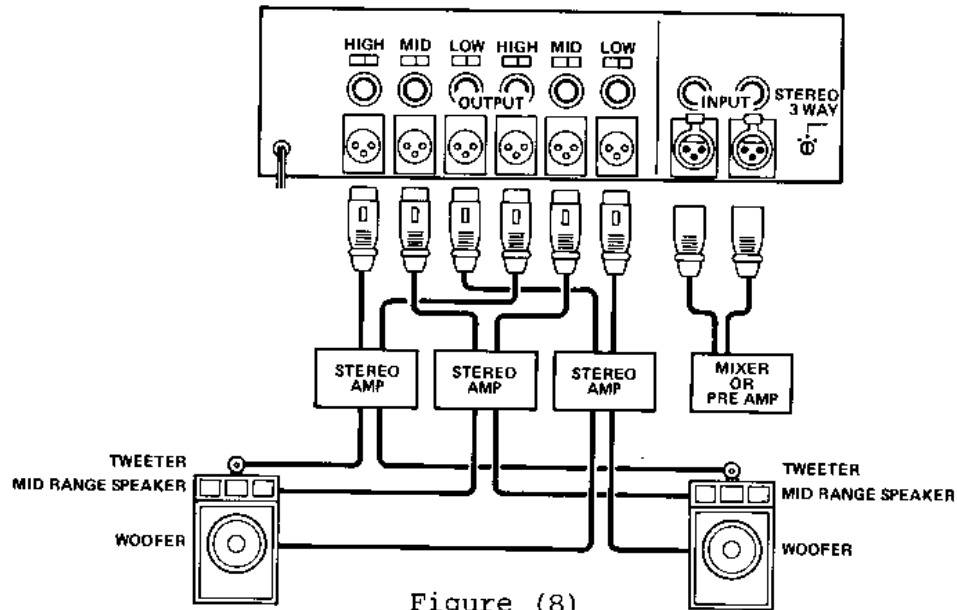 HIGH MID LOW HIGH MID LOW
OUTPUT
INPUT
STEREO
3 WAY
STEREO
AMP
STEREO
AMP
STEREO
AMP
MIXER
OR
PRE AMP
TWEETER
MID RANGE SPEAKER
WOOFER
TWEETER
MID RANGE SPEAKER
WOOFER
Figure (8)